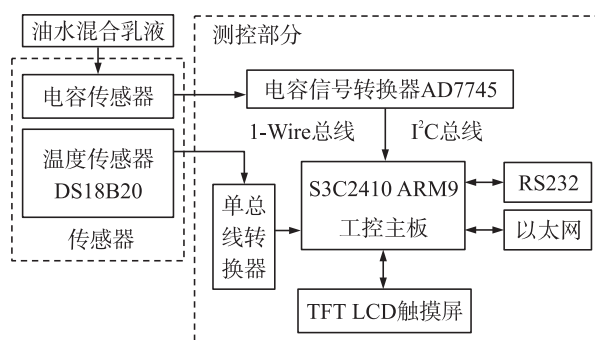 油水混合乳液
测控部分
电容传感器
电容信号转换器AD7745
1-Wire总线
I²C总线
温度传感器
DS18B20
传感器
单总
线转
换器
S3C2410 ARM9
工控主板
RS232
以太网
TFT LCD触摸屏